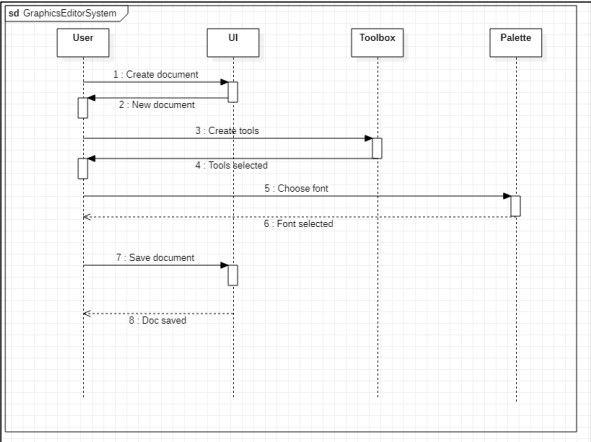 sd GraphicsEditorSystem
User UI Toolbox Palette
1 : Create document
2 : New document
3 : Create tools
4 : Tools selected
5 : Choose font
6 : Font selected
7 : Save document
8 : Doc saved